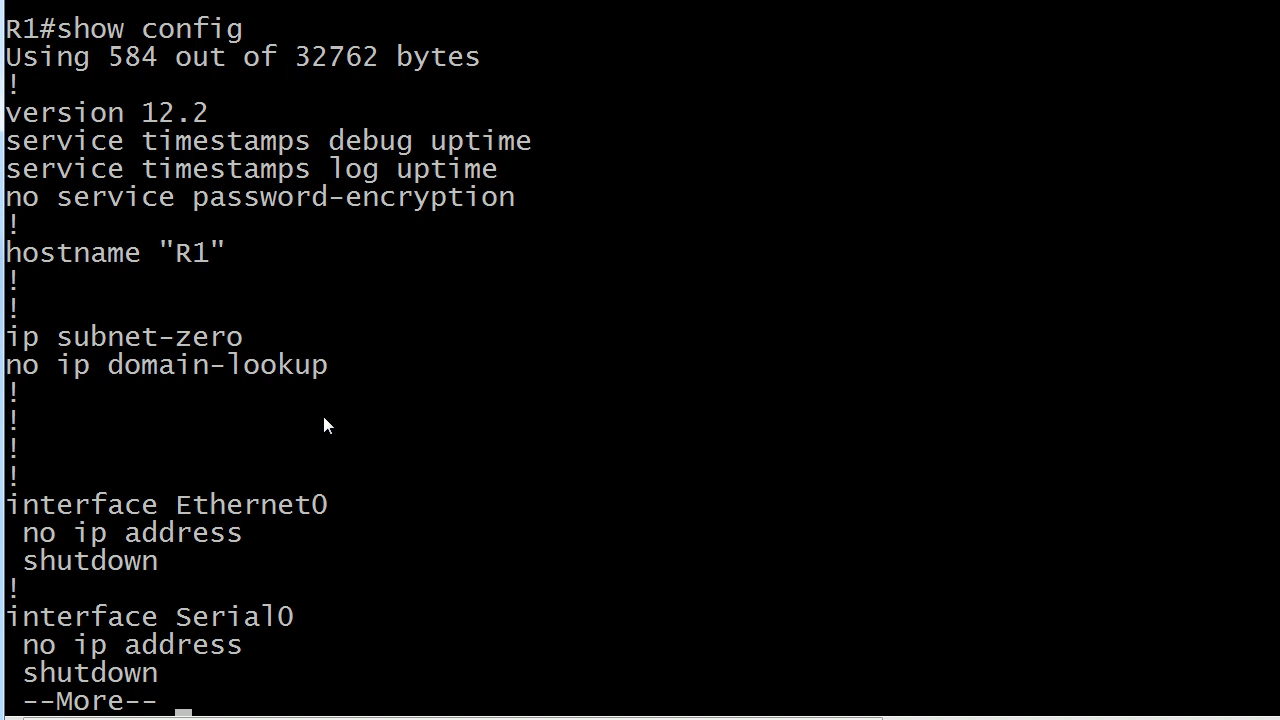 R1#show config
Using 584 out of 32762 bytes
!
version 12.2
service timestamps debug uptime
service timestamps log uptime
no service password-encryption
!
hostname "R1"
!
!
ip subnet-zero
no ip domain-lookup
!
!
!
!
interface Ethernet0
 no ip address
 shutdown
!
interface Serial0
 no ip address
 shutdown
 --More--